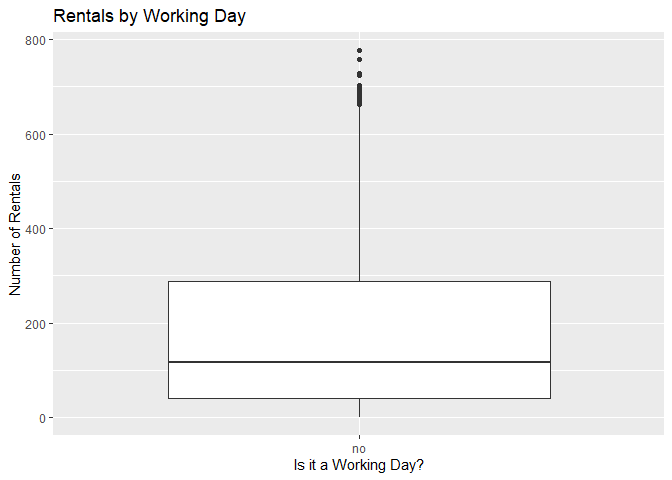 Rentals by Working Day
800
600
400
200
0
Number of Rentals
no
Is it a Working Day?